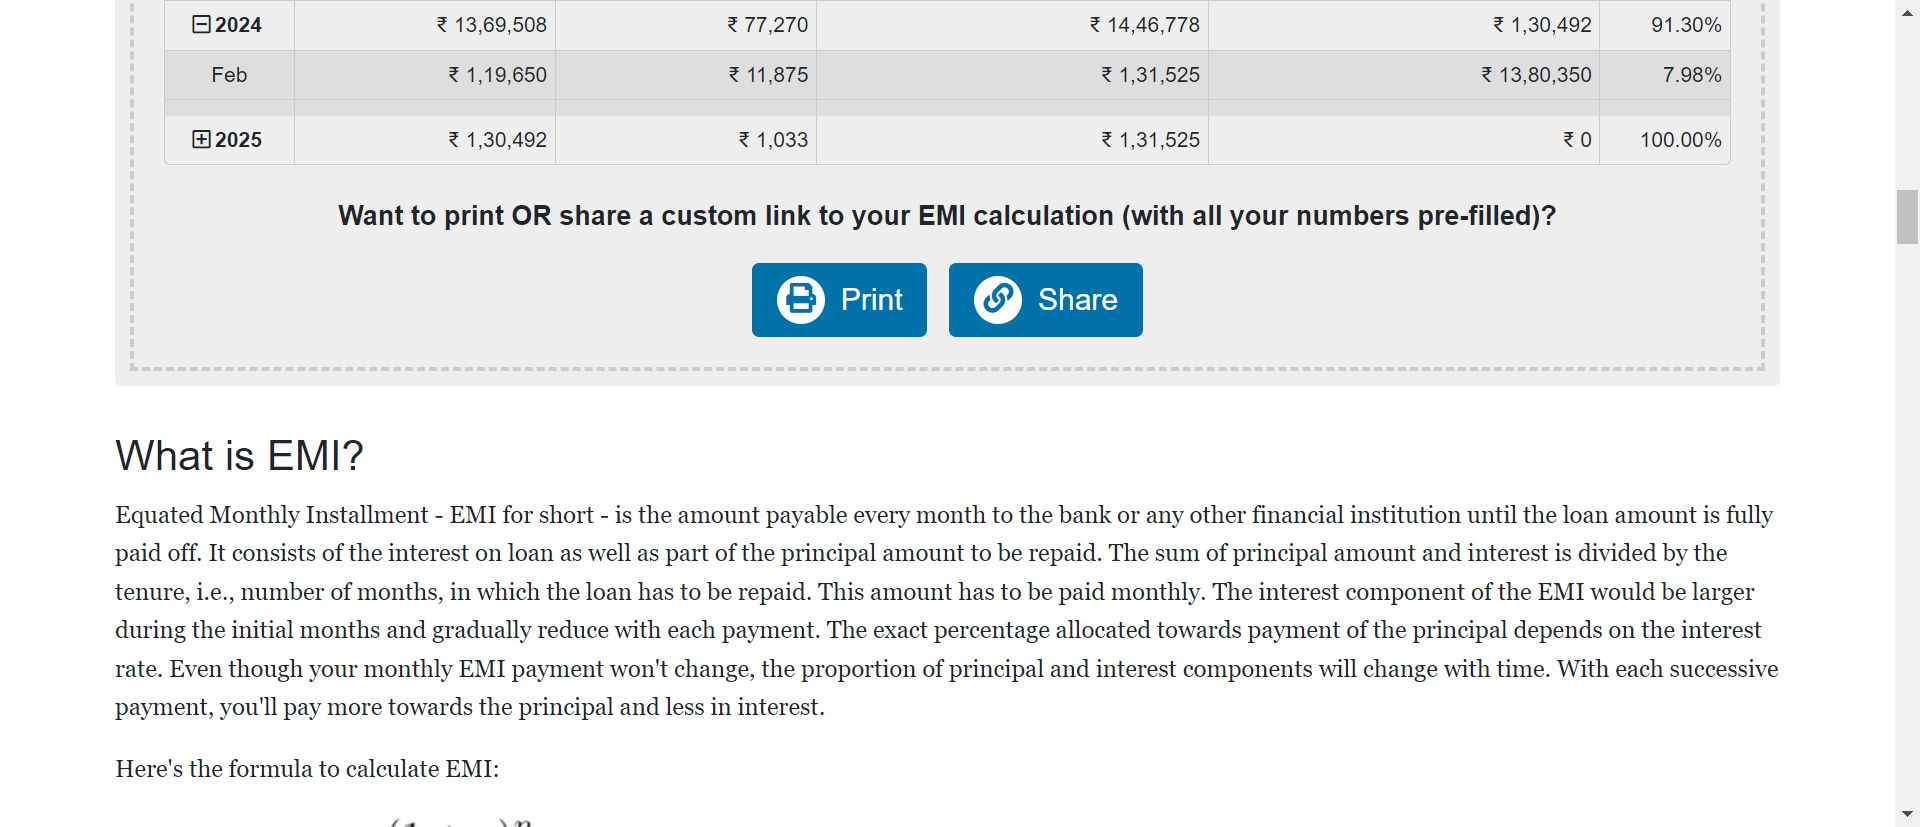 2024 ₹ 13,69,508 ₹ 77,270 ₹ 14,46,778 ₹ 1,30,492 91.30%
Feb ₹ 1,19,650 ₹ 11,875 ₹ 1,31,525 ₹ 13,80,350 7.98%
2025 ₹ 1,30,492 ₹ 1,033 ₹ 1,31,525 ₹ 0 100.00%
Want to print OR share a custom link to your EMI calculation (with all your numbers pre-filled)?
Print Share
What is EMI?
Equated Monthly Installment - EMI for short - is the amount payable every month to the bank or any other financial institution until the loan amount is fully
paid off. It consists of the interest on loan as well as part of the principal amount to be repaid. The sum of principal amount and interest is divided by the
tenure, i.e., number of months, in which the loan has to be repaid. This amount has to be paid monthly. The interest component of the EMI would be larger
during the initial months and gradually reduce with each payment. The exact percentage allocated towards payment of the principal depends on the interest
rate. Even though your monthly EMI payment won't change, the proportion of principal and interest components will change with time. With each successive
payment, you'll pay more towards the principal and less in interest.
Here's the formula to calculate EMI: